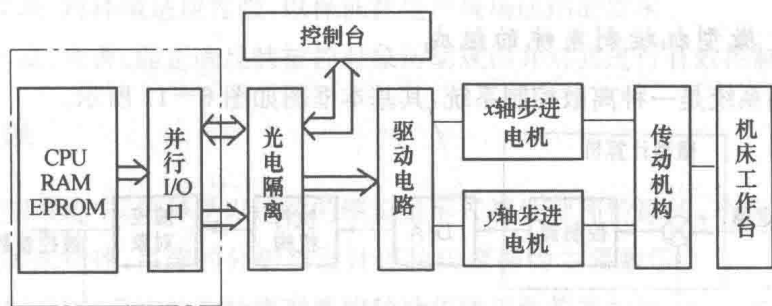 控制台
CPU
RAM
EPROM
并行
I/O
口
光电隔离
驱动电路
x轴步进
电机
y轴步进
电机
传动机构
机床工作台